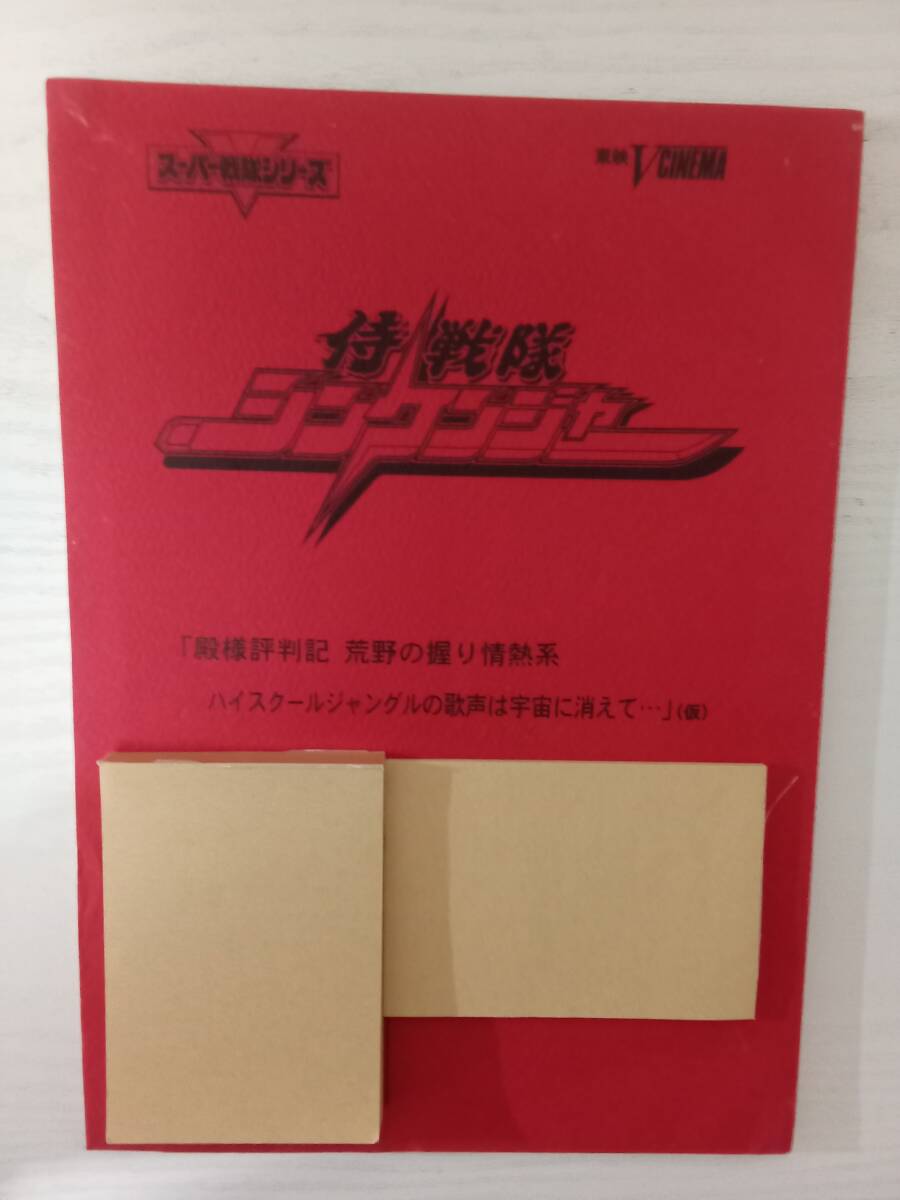 スーパー戦隊シリーズ
東映 V CINEMA
侍戦隊
シンケンジャー
「殿様評判記 荒野の握り情熱系
ハイスクールジャングルの歌声は宇宙に消えて…」(仮)